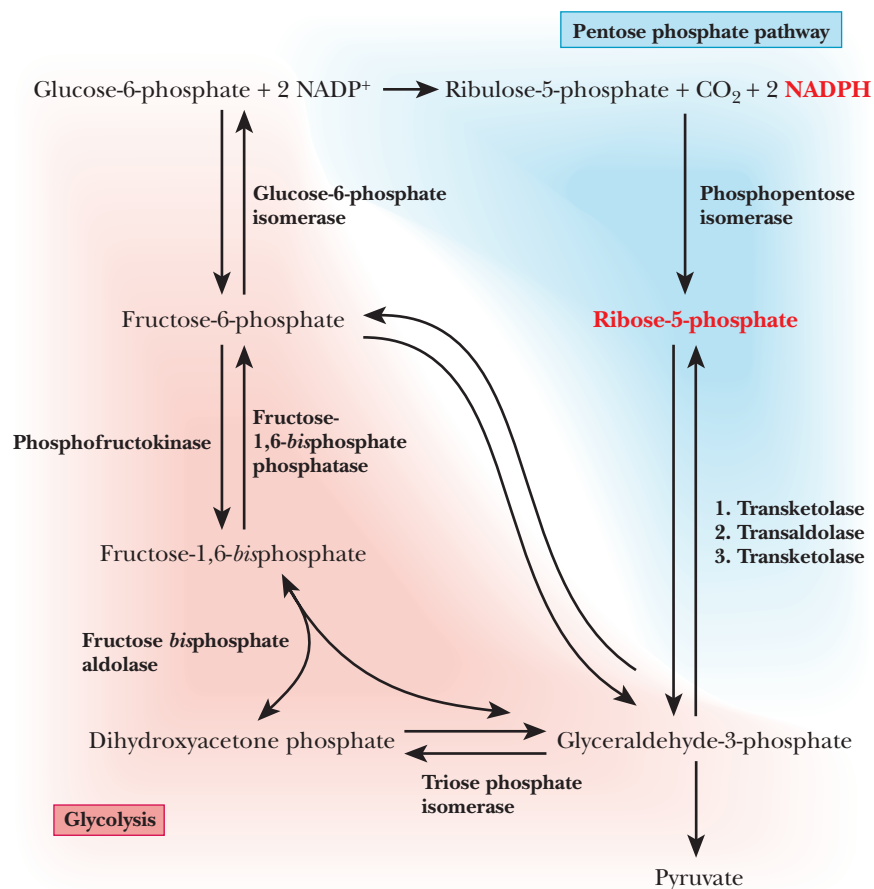 Pentose phosphate pathway
Glucose-6-phosphate + 2 NADP⁺
Ribulose-5-phosphate + CO₂ + 2 NADPH
Glucose-6-phosphate
isomerase
Phosphopentose
isomerase
Fructose-6-phosphate
Ribose-5-phosphate
Phosphofructokinase
Fructose-
1,6-bisphosphate
phosphatase
1. Transketolase
2. Transaldolase
3. Transketolase
Fructose-1,6-bisphosphate
Fructose bisphosphate
aldolase
Dihydroxyacetone phosphate
Glyceraldehyde-3-phosphate
Triose phosphate
isomerase
Glycolysis
Pyruvate